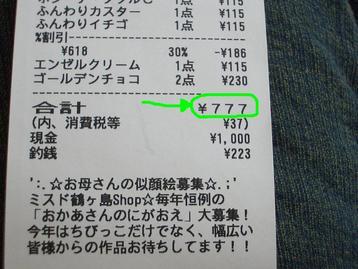 ふんわりカスター 1点 ¥115
ふんわりイチゴ 1点 ¥115
%割引
¥618 30% -¥186
エンゼルクリーム 1点 ¥115
ゴールデンチョコ 2点 ¥230
合計 ¥777
(内、消費税等 ¥37)
現金 ¥1,000
釣銭 ¥223
':.☆お母さんの似顔絵募集☆.;'
ミスド鶴ヶ島Shop☆毎年恒例の
「おかあさんのにがおえ」大募集!
今年はちびっこだけでなく、幅広い
皆様からの作品お待ちしてます!!